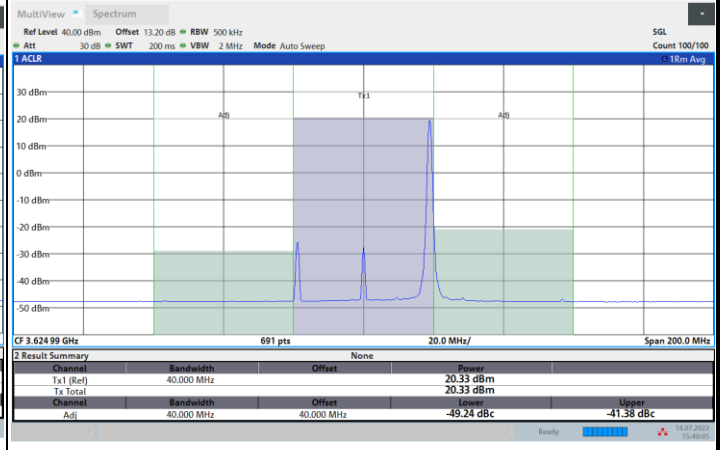 MultiView Spectrum
Ref Level 40.00 dBm Offset 13.20 dB RBW 500 kHz SGL
Att 30 dB SWT 200 ms VBW 2 MHz Mode Auto Sweep Count 100/100
1 ACLR 1Rm Avg
30 dBm
Tx1
20 dBm
Adj Adj
10 dBm
0 dBm
-10 dBm
-20 dBm
-30 dBm
-40 dBm
-50 dBm
CF 3.624 99 GHz 691 pts 20.0 MHz/ Span 200.0 MHz
2 Result Summary None
Channel Bandwidth Offset Power
Tx1 (Ref) 40.000 MHz 20.33 dBm
Tx Total 20.33 dBm
Channel Bandwidth Offset Lower Upper
Adj 40.000 MHz 40.000 MHz -49.24 dBc -41.38 dBc
Ready 14.07.2022
15:40:05